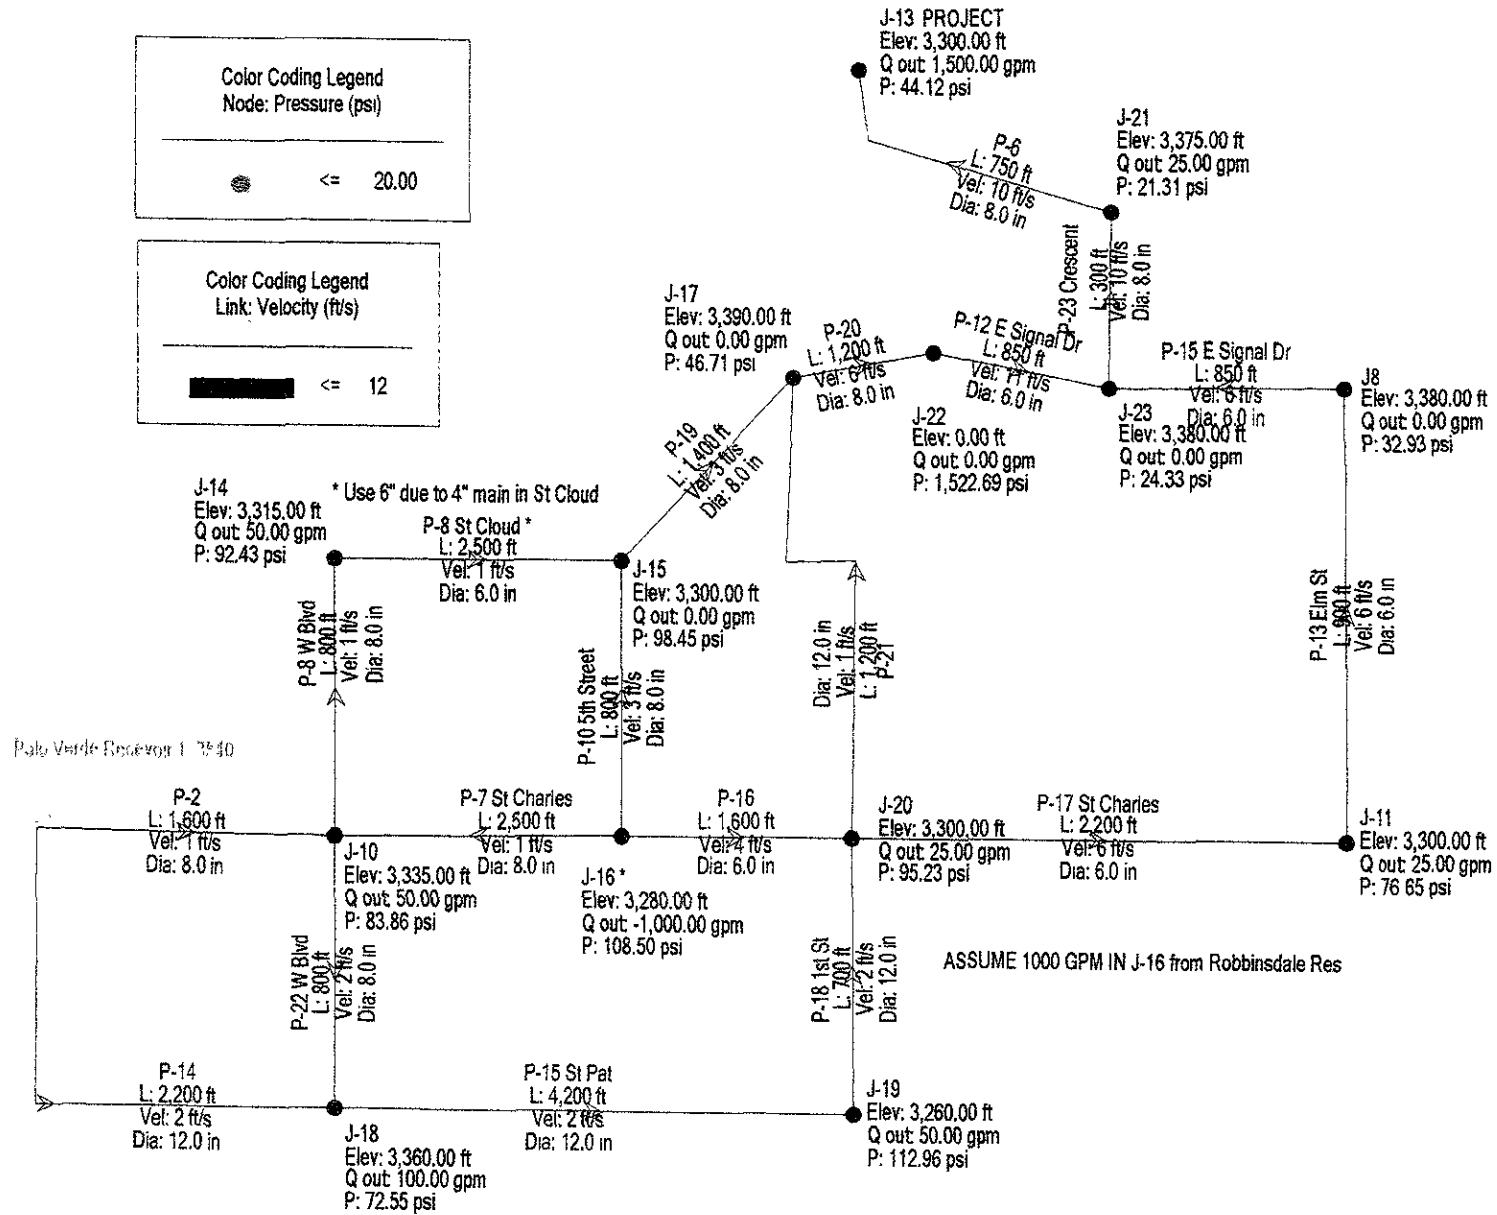 J-13 PROJECT
Elev: 3,300.00 ft
Q out: 1,500.00 gpm
P: 44.12 psi
Color Coding Legend
Node: Pressure (psi)
<= 20.00
Color Coding Legend
Link: Velocity (ft/s)
<= 12
J-21
Elev: 3,375.00 ft
Q out: 25.00 gpm
P: 21.31 psi
P-6
L: 750 ft
Vel: 10 ft/s
Dia: 8.0 in
P-23 Crescent
L: 300 ft
Vel: 10 ft/s
Dia: 8.0 in
J-17
Elev: 3,390.00 ft
Q out: 0.00 gpm
P: 46.71 psi
P-20
L: 1,200 ft
Vel: 6 ft/s
Dia: 8.0 in
P-12 E Signal Dr
L: 850 ft
Vel: 11 ft/s
Dia: 6.0 in
P-15 E Signal Dr
L: 850 ft
Vel: 6 ft/s
Dia: 6.0 in
J8
Elev: 3,380.00 ft
Q out: 0.00 gpm
P: 32.93 psi
J-22
Elev: 0.00 ft
Q out: 0.00 gpm
P: 1,522.69 psi
J-23
Elev: 3,380.00 ft
Q out: 0.00 gpm
P: 24.33 psi
P-19
L: 1,400 ft
Vel: 3 ft/s
Dia: 8.0 in
J-14
Elev: 3,315.00 ft
Q out: 50.00 gpm
P: 92.43 psi
* Use 6" due to 4" main in St Cloud
P-8 St Cloud *
L: 2,500 ft
Vel: 1 ft/s
Dia: 6.0 in
J-15
Elev: 3,300.00 ft
Q out: 0.00 gpm
P: 98.45 psi
P-8 W Blvd
L: 800 ft
Vel: 1 ft/s
Dia: 8.0 in
P-10 5th Street
L: 800 ft
Vel: 3 ft/s
Dia: 8.0 in
Dia: 12.0 in
Vel: 1 ft/s
L: 1,200 ft
P-21
P-13 Elm St
L: 900 ft
Vel: 6 ft/s
Dia: 6.0 in
Palo Verde
P-2
L: 1,600 ft
Vel: 1 ft/s
Dia: 8.0 in
P-7 St Charles
L: 2,500 ft
Vel: 1 ft/s
Dia: 8.0 in
P-16
L: 1,600 ft
Vel: 4 ft/s
Dia: 6.0 in
J-20
Elev: 3,300.00 ft
Q out: 25.00 gpm
P: 95.23 psi
P-17 St Charles
L: 2,200 ft
Vel: 6 ft/s
Dia: 6.0 in
J-11
Elev: 3,300.00 ft
Q out: 25.00 gpm
P: 76 65 psi
J-10
Elev: 3,335.00 ft
Q out: 50.00 gpm
P: 83.86 psi
J-16 *
Elev: 3,280.00 ft
Q out: -1,000.00 gpm
P: 108.50 psi
P-22 W Blvd
L: 800 ft
Vel: 2 ft/s
Dia: 8.0 in
P-18 1st St
L: 700 ft
Vel: 2 ft/s
Dia: 12.0 in
ASSUME 1000 GPM IN J-16 from Robbinsdale Res
P-14
L: 2,200 ft
Vel: 2 ft/s
Dia: 12.0 in
P-15 St Pat
L: 4,200 ft
Vel: 2 ft/s
Dia: 12.0 in
J-18
Elev: 3,360.00 ft
Q out: 100.00 gpm
P: 72.55 psi
J-19
Elev: 3,260.00 ft
Q out: 50.00 gpm
P: 112.96 psi